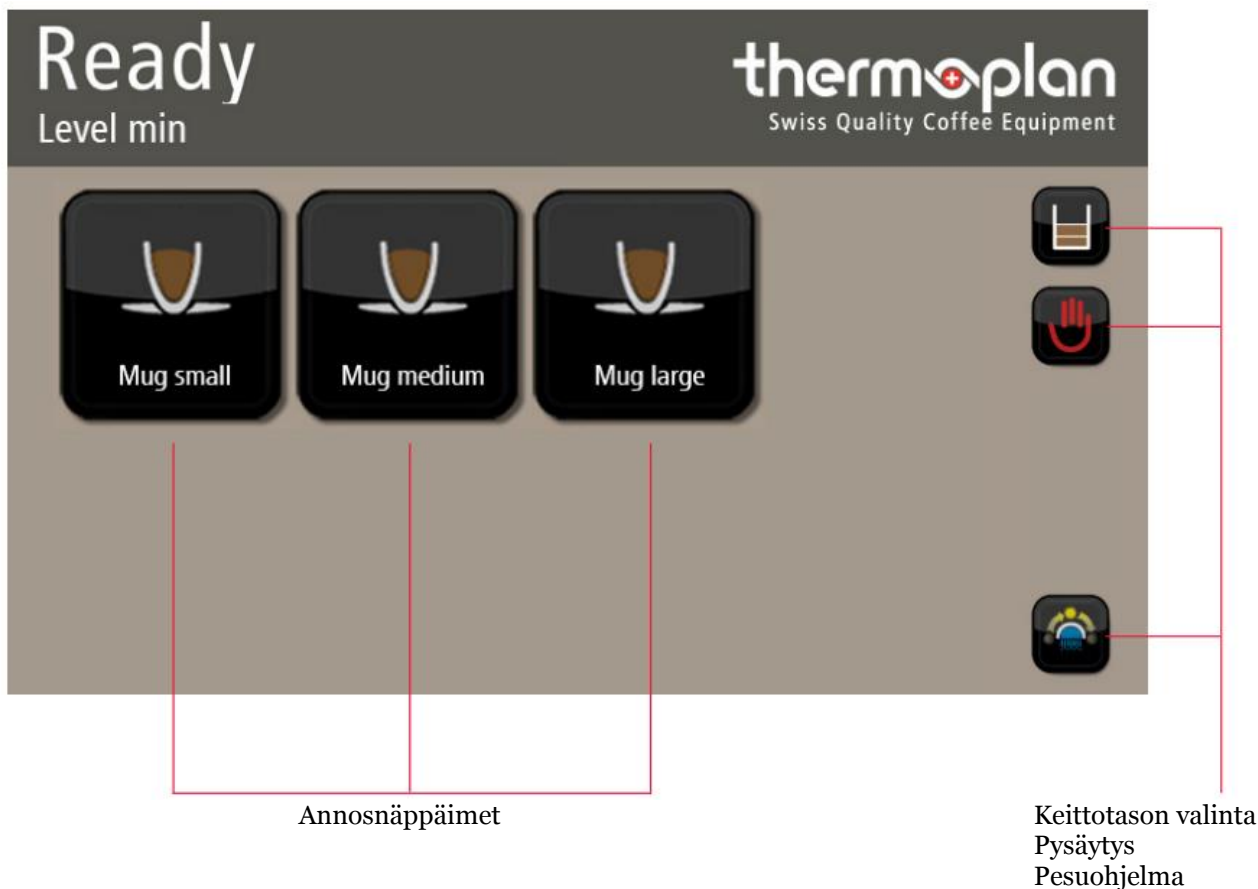 Ready
Level min
thermoplan
Swiss Quality Coffee Equipment
Mug small
Mug medium
Mug large
Annosnäppäimet
Keittotason valinta
Pysäytys
Pesuohjelma